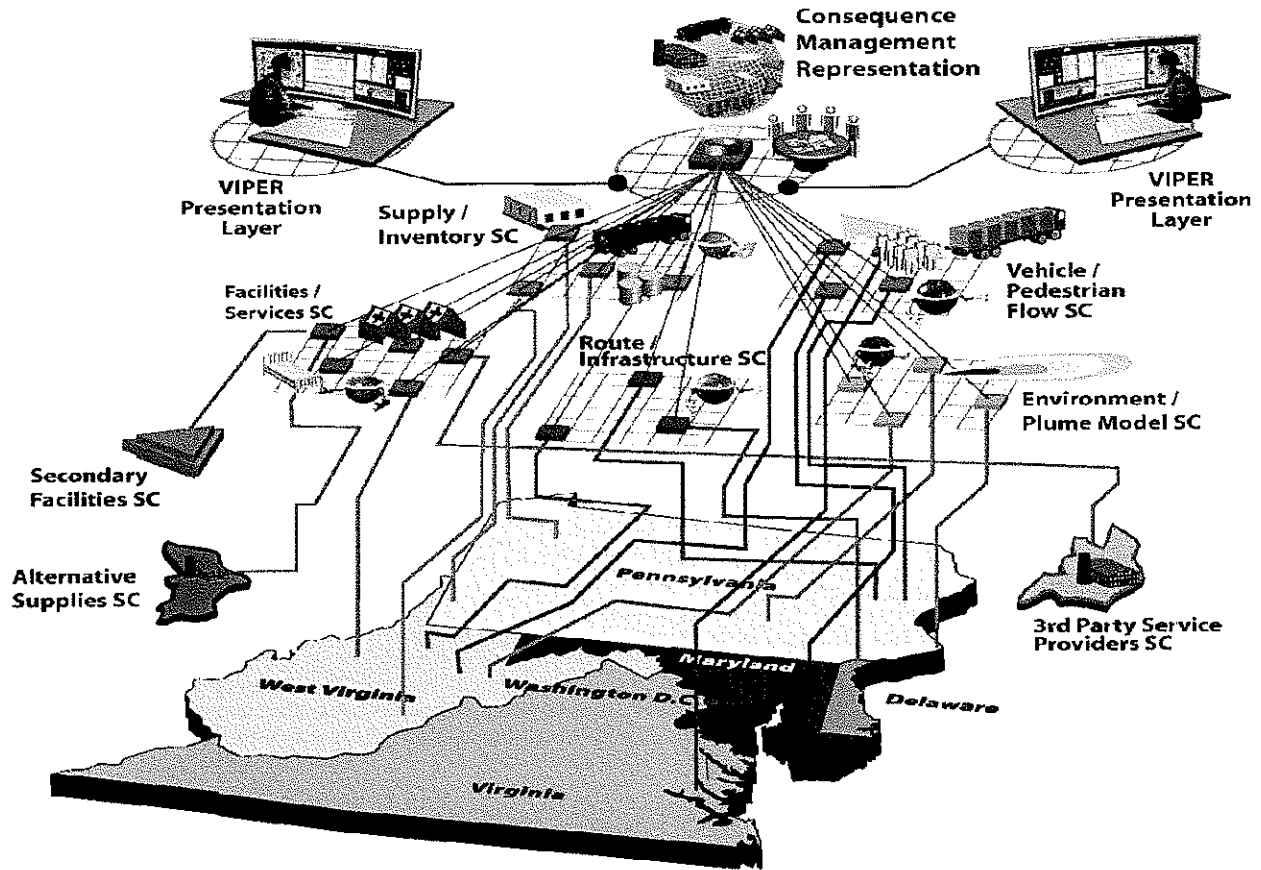 Consequence
Management
Representation
VIPER
Presentation
Layer
VIPER
Presentation
Layer
Supply /
Inventory SC
Vehicle /
Pedestrian
Flow SC
Facilities /
Services SC
Route
Infrastructure SC
Environment /
Plume Model SC
Secondary
Facilities SC
Alternative
Supplies SC
3rd Party Service
Providers SC
Pennsylvania
Maryland
West Virginia
Washington D.C
Delaware
Virginia